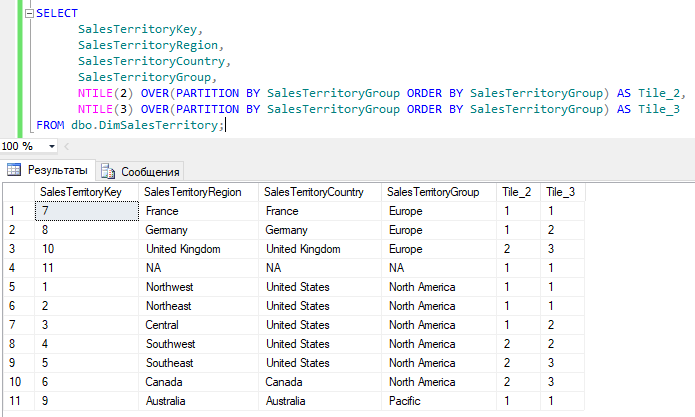 SELECT
SalesTerritoryKey,
SalesTerritoryRegion,
SalesTerritoryCountry,
SalesTerritoryGroup,
NTILE(2) OVER(PARTITION BY SalesTerritoryGroup ORDER BY SalesTerritoryGroup) AS Tile_2,
NTILE(3) OVER(PARTITION BY SalesTerritoryGroup ORDER BY SalesTerritoryGroup) AS Tile_3
FROM dbo.DimSalesTerritory;
100 %
Результаты Сообщения
SalesTerritoryKey SalesTerritoryRegion SalesTerritoryCountry SalesTerritoryGroup Tile_2 Tile_3
1 7 France France Europe 1 1
2 8 Germany Germany Europe 1 2
3 10 United Kingdom United Kingdom Europe 2 3
4 11 NA NA NA 1 1
5 1 Northwest United States North America 1 1
6 2 Northeast United States North America 1 1
7 3 Central United States North America 1 2
8 4 Southwest United States North America 2 2
9 5 Southeast United States North America 2 3
10 6 Canada Canada North America 2 3
11 9 Australia Australia Pacific 1 1